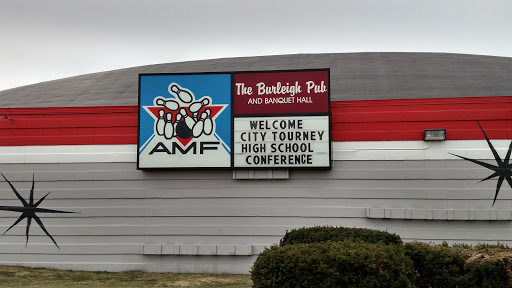 AMF
The Burleigh Pub
AND BANQUET HALL
WELCOME
CITY TOURNEY
HIGH SCHOOL
CONFERENCE